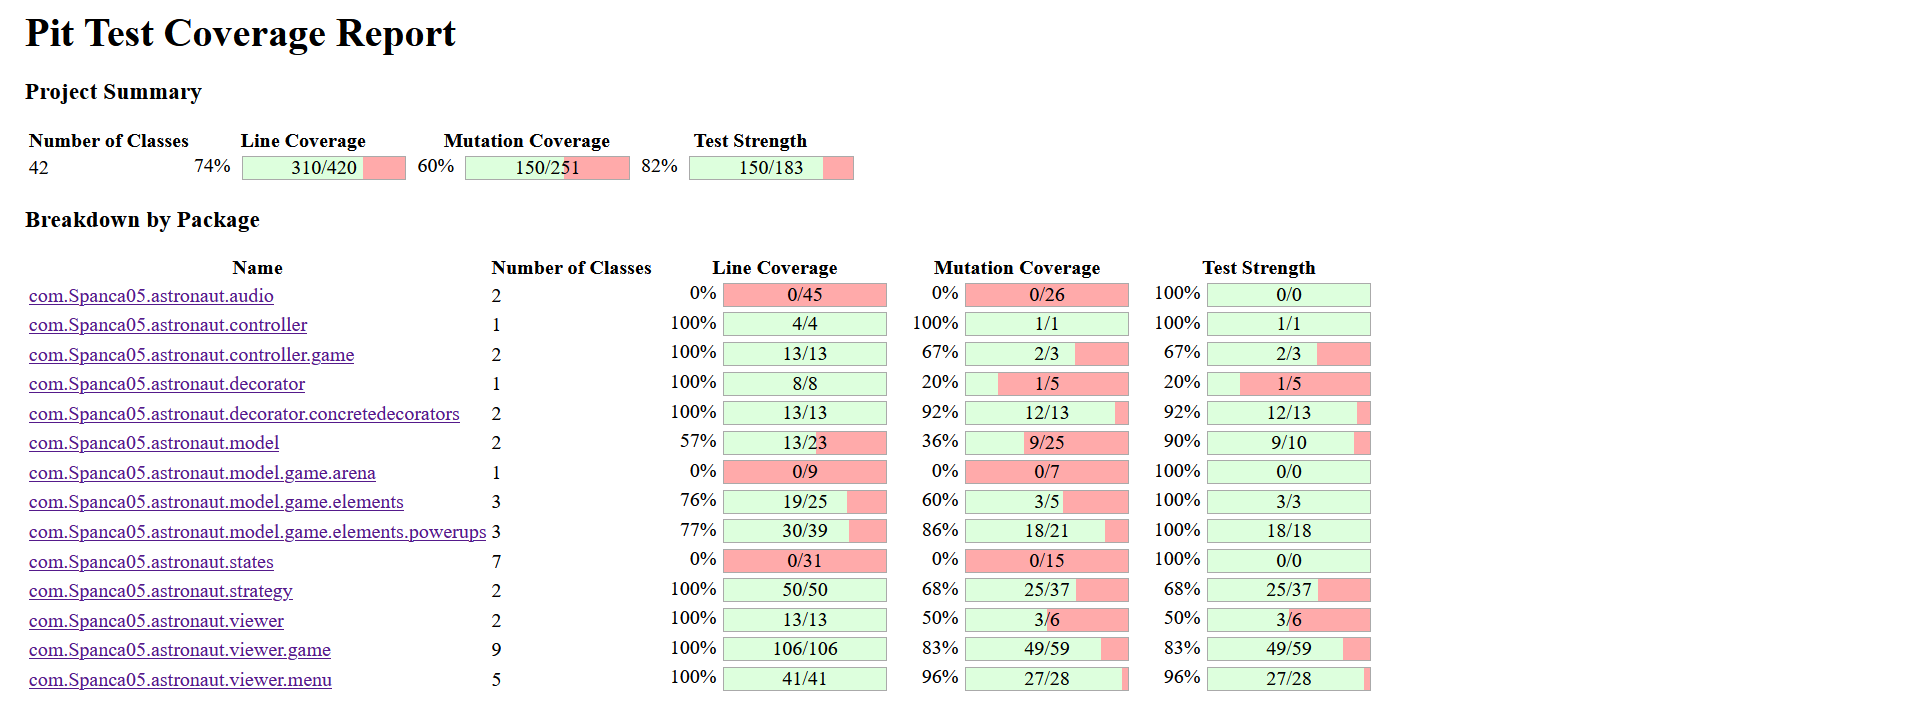 Pit Test Coverage Report
Project Summary
Number of Classes Line Coverage Mutation Coverage Test Strength
42 74% 310/420 60% 150/251 82% 150/183
Breakdown by Package
Name Number of Classes Line Coverage Mutation Coverage Test Strength
com.Spanca05.astronaut.audio 2 0% 0/45 0% 0/26 100% 0/0
com.Spanca05.astronaut.controller 1 100% 4/4 100% 1/1 100% 1/1
com.Spanca05.astronaut.controller.game 2 100% 13/13 67% 2/3 67% 2/3
com.Spanca05.astronaut.decorator 1 100% 8/8 20% 1/5 20% 1/5
com.Spanca05.astronaut.decorator.concretedecorators 2 100% 13/13 92% 12/13 92% 12/13
com.Spanca05.astronaut.model 2 57% 13/23 36% 9/25 90% 9/10
com.Spanca05.astronaut.model.game.arena 1 0% 0/9 0% 0/7 100% 0/0
com.Spanca05.astronaut.model.game.elements 3 76% 19/25 60% 3/5 100% 3/3
com.Spanca05.astronaut.model.game.elements.powerups 3 77% 30/39 86% 18/21 100% 18/18
com.Spanca05.astronaut.states 7 0% 0/31 0% 0/15 100% 0/0
com.Spanca05.astronaut.strategy 2 100% 50/50 68% 25/37 68% 25/37
com.Spanca05.astronaut.viewer 2 100% 13/13 50% 3/6 50% 3/6
com.Spanca05.astronaut.viewer.game 9 100% 106/106 83% 49/59 83% 49/59
com.Spanca05.astronaut.viewer.menu 5 100% 41/41 96% 27/28 96% 27/28